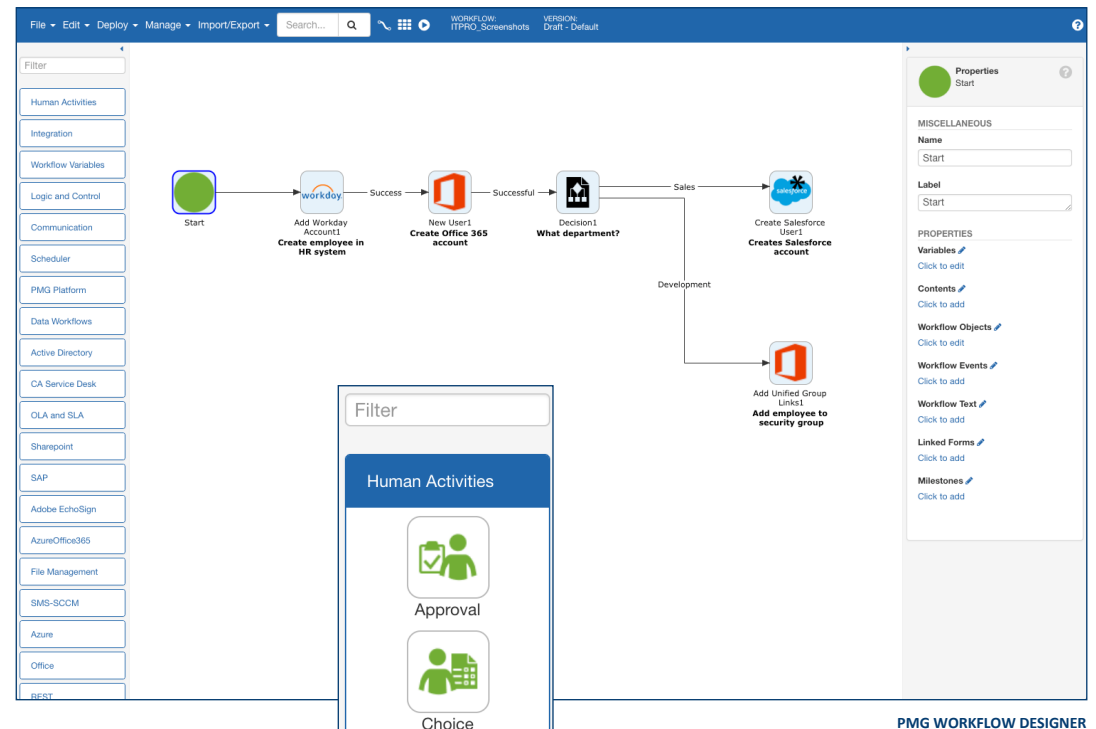 File Edit Deploy Manage Import/Export Search...
WORKFLOW:
ITPRO_Screenshots
VERSION:
Draft - Default
?
Filter
Human Activities
Integration
Workflow Variables
Logic and Control
Communication
Scheduler
PMG Platform
Data Workflows
Active Directory
CA Service Desk
OLA and SLA
Sharepoint
SAP
Adobe EchoSign
AzureOffice365
File Management
SMS-SCCM
Azure
Office
REST
Start
workday
Add Workday
Account1
Create employee in
HR system
Success
New User1
Create Office 365
account
Successful
Decision1
What department?
Sales
salesforce
Create Salesforce
User1
Creates Salesforce
account
Development
Add Unified Group
Links1
Add employee to
security group
Filter
Human Activities
Approval
Choice
Properties
Start
?
MISCELLANEOUS
Name
Start
Label
Start
PROPERTIES
Variables
Click to edit
Contents
Click to add
Workflow Objects
Click to edit
Workflow Events
Click to add
Workflow Text
Click to add
Linked Forms
Click to add
Milestones
Click to add
PMG WORKFLOW DESIGNER